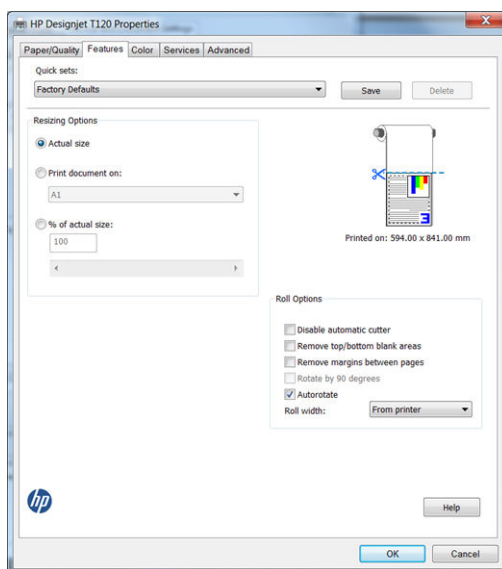 HP Designjet T120 Properties
Paper/Quality Features Color Services Advanced
Quick sets:
Factory Defaults Save Delete
Resizing Options
Actual size
Print document on:
A1
% of actual size:
100
3
Printed on: 594.00 x 841.00 mm
Roll Options
Disable automatic cutter
Remove top/bottom blank areas
Remove margins between pages
Rotate by 90 degrees
Autorotate
Roll width: From printer
hp
Help
OK Cancel